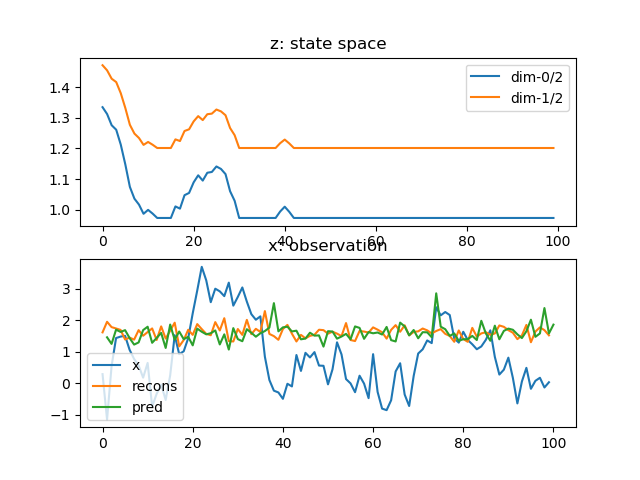 z: state space
1.4
1.3
1.2
1.1
1.0
dim-0/2
dim-1/2
0 20 40 60 80 100
x: observation
3
2
1
0
−1
x
recons
pred
0 20 40 60 80 100